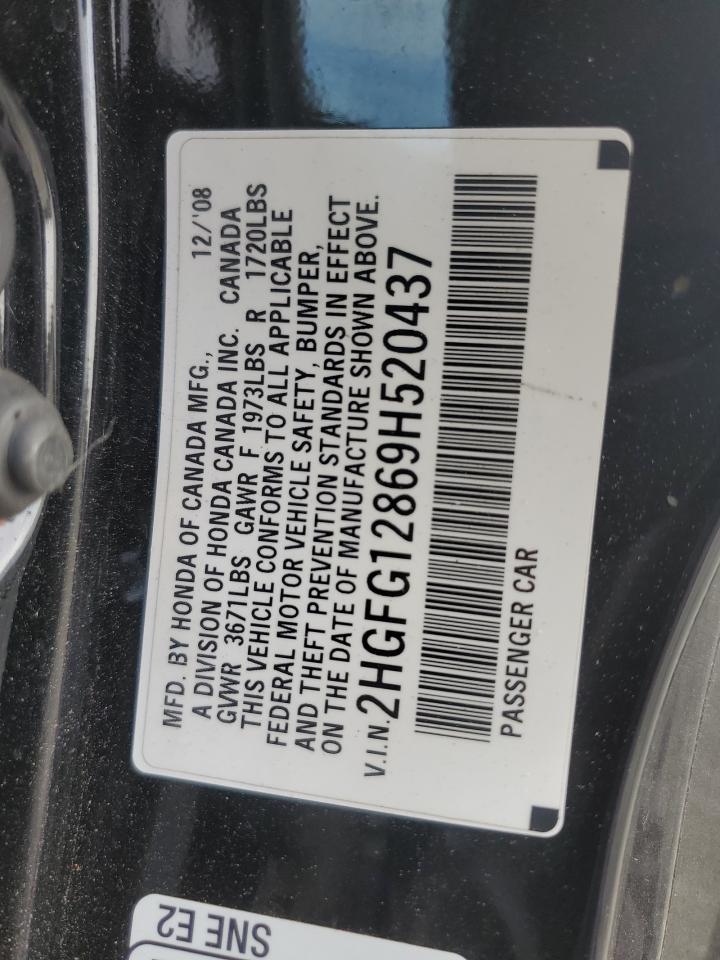 MFD. BY HONDA OF CANADA MFG., 12/'08
A DIVISION OF HONDA CANADA INC. CANADA
GVWR 3671LBS GAWR F 1973LBS R 1720LBS
THIS VEHICLE CONFORMS TO ALL APPLICABLE
FEDERAL MOTOR VEHICLE SAFETY, BUMPER,
AND THEFT PREVENTION STANDARDS IN EFFECT
ON THE DATE OF MANUFACTURE SHOWN ABOVE.
V.I.N. 2HGFG12869H520437
PASSENGER CAR
SNE E2